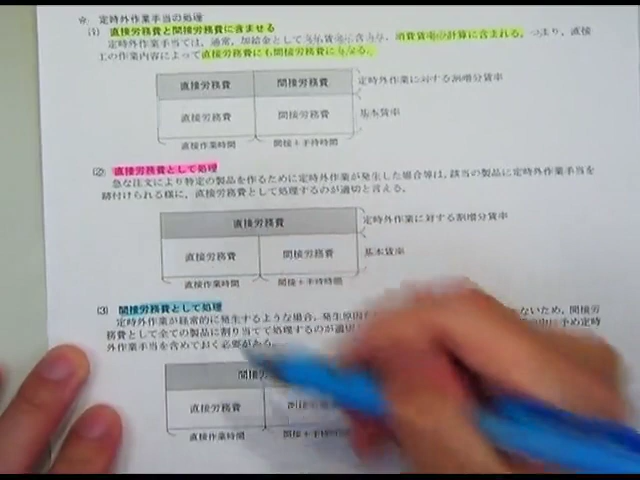 ☆ 定時外作業手当の処理
(1) 直接労務費と間接労務費に含ませる
定時外作業手当ては、通常、加給金として 消費賃率の計算に含まれる。つまり、直接
工の作業内容によって直接労務費にも間接労務費にもなる。
直接労務費 間接労務費 定時外作業に対する割増分賃率
直接労務費 間接労務費 基本賃率
直接作業時間 間接+手待時間
(2) 直接労務費として処理
急な注文により特定の製品を作るために定時外作業が発生した場合等は、該当の製品に定時外作業手当を
跡付けられる様に、直接労務費として処理するのが適切と言える。
直接労務費 定時外作業に対する割増分賃率
直接労務費 間接労務費 基本賃率
直接作業時間 間接+手待時間
(3) 間接労務費として処理
定時外作業が経常的に発生するような場合、発生原因 ないため、間接労
務費として全ての製品に割り当てて処理するのが適切 予め定時
外作業手当を含めておく必要がある。
間接労
直接労務費
直接作業時間 間接+手待時